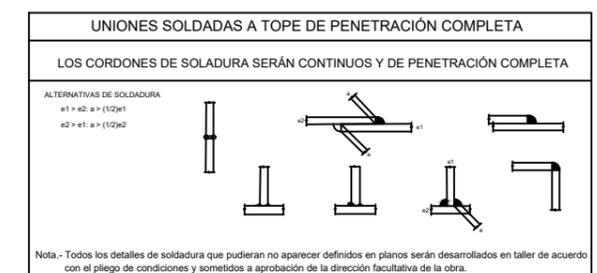 UNIONES SOLDADAS A TOPE DE PENETRACIÓN COMPLETA
LOS CORDONES DE SOLADURA SERÁN CONTINUOS Y DE PENETRACIÓN COMPLETA
ALTERNATIVAS DE SOLDADURA
e1 > e2: a > (1/2)e1
e2 > e1: a > (1/2)e2
a
e2
e1
a
e1
e2
a
Nota.- Todos los detalles de soldadura que pudieran no aparecer definidos en planos serán desarrollados en taller de acuerdo
con el pliego de condiciones y sometidos a aprobación de la dirección facultativa de la obra.